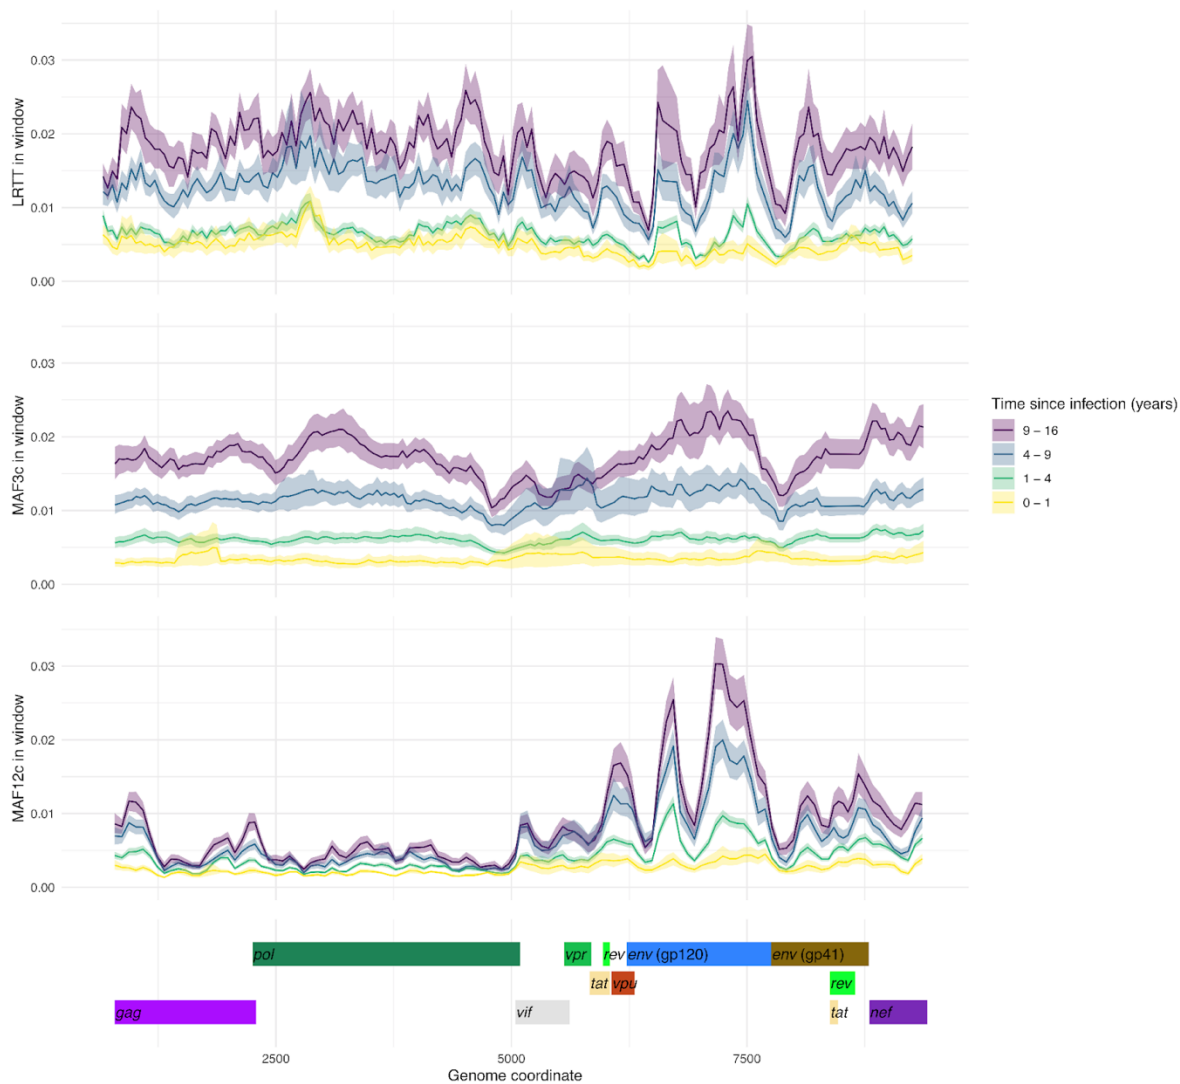 LRTT in window
0.03
0.02
0.01
0.00
MAF3c in window
0.03
0.02
0.01
0.00
MAF12c in window
0.03
0.02
0.01
0.00
Time since infection (years)
9 – 16
4 – 9
1 – 4
0 – 1
pol
vpr
rev
env (gp120)
env (gp41)
tat
vpu
rev
gag
vif
tat
nef
2500
5000
7500
Genome coordinate